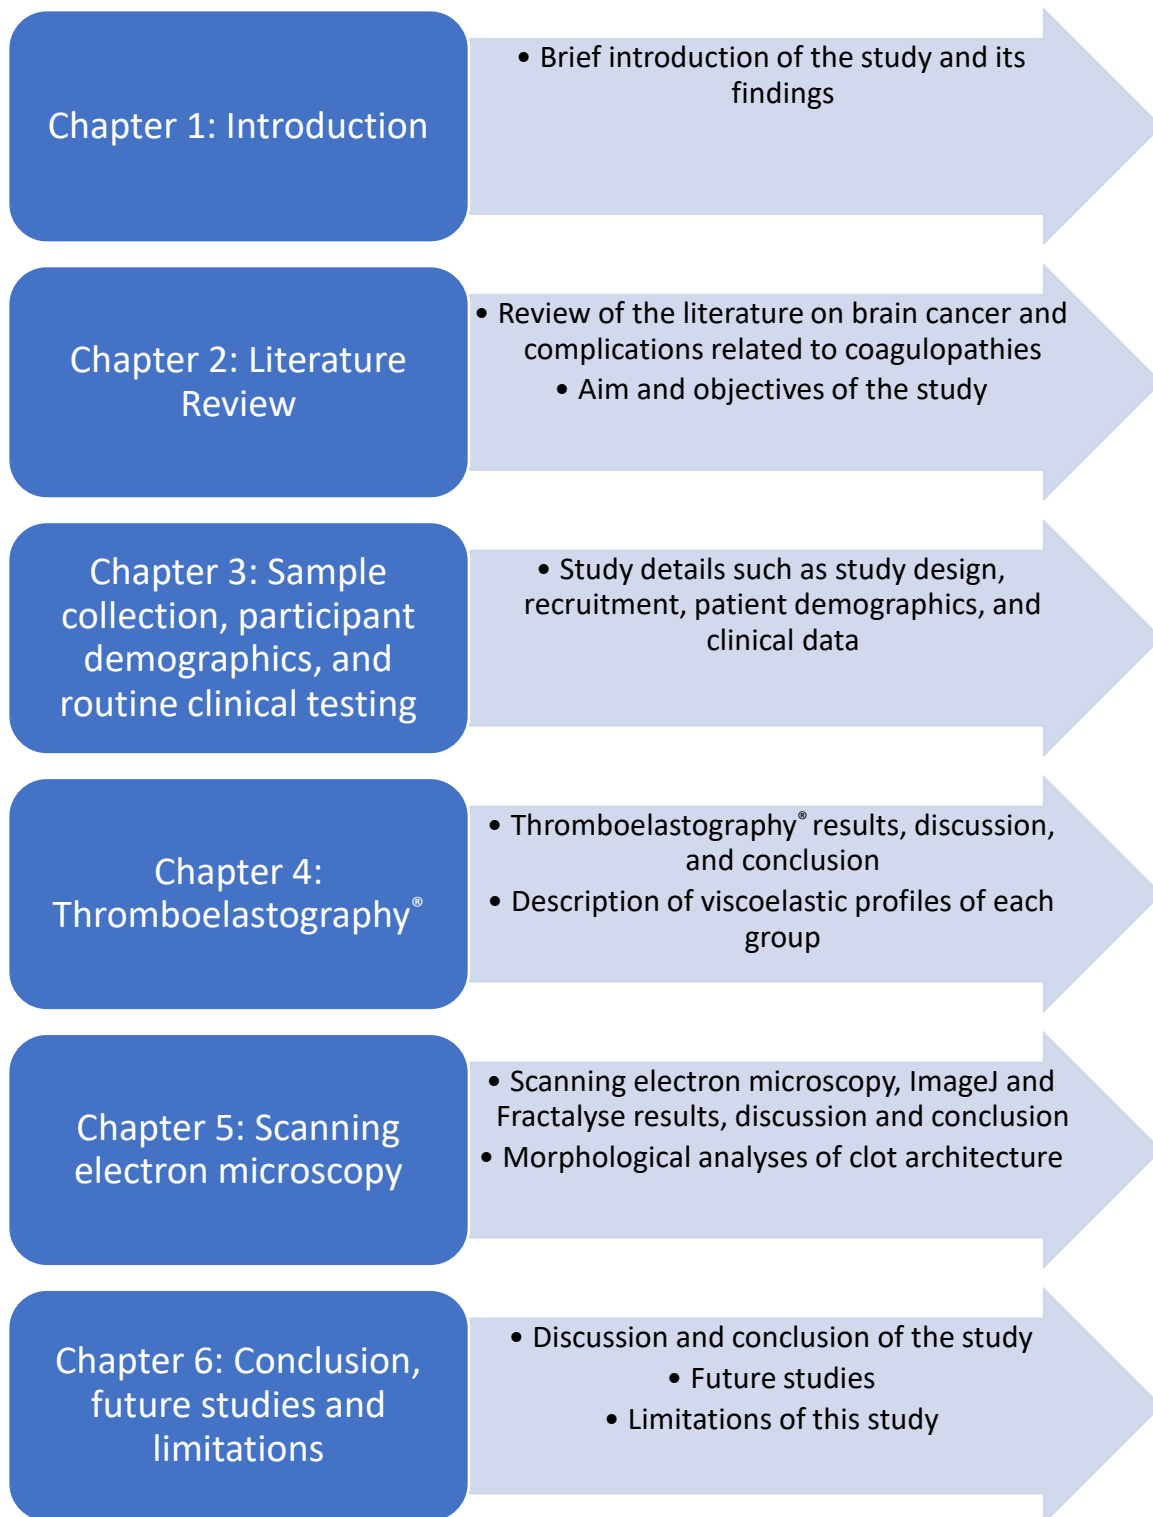 Chapter 1: Introduction
• Brief introduction of the study and its
findings
Chapter 2: Literature
Review
• Review of the literature on brain cancer and
complications related to coagulopathies
• Aim and objectives of the study
Chapter 3: Sample
collection, participant
demographics, and
routine clinical testing
• Study details such as study design,
recruitment, patient demographics, and
clinical data
Chapter 4:
Thromboelastography®
• Thromboelastography® results, discussion,
and conclusion
• Description of viscoelastic profiles of each
group
Chapter 5: Scanning
electron microscopy
• Scanning electron microscopy, ImageJ and
Fractalyse results, discussion and conclusion
• Morphological analyses of clot architecture
Chapter 6: Conclusion,
future studies and
limitations
• Discussion and conclusion of the study
• Future studies
• Limitations of this study